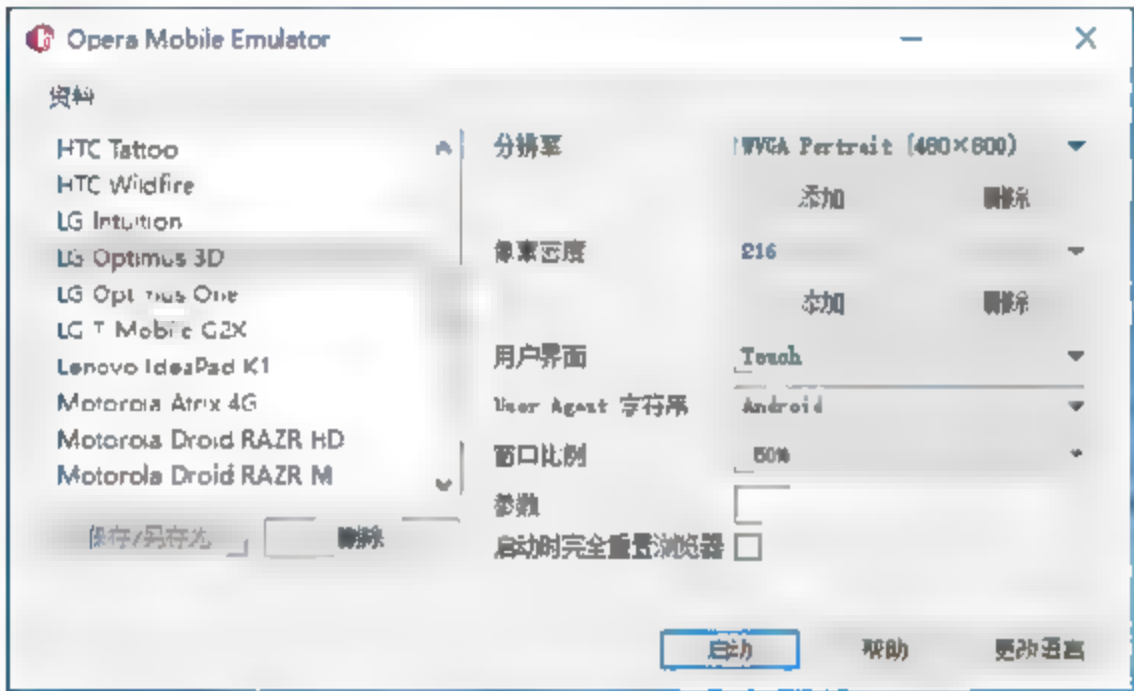 Opera Mobile Emulator
资料
HTC Tattoo
HTC Wildfire
LG Intuition
LG Optimus 3D
LG Optimus One
LG T-Mobile G2X
Lenovo IdeaPad K1
Motorola Atrix 4G
Motorola Droid RAZR HD
Motorola Droid RAZR M
保存/另存为 删除
分辨率 WVGA Portrait (480×800)
添加 删除
像素密度 216
添加 删除
用户界面 Touch
User Agent 字符串 Android
窗口比例 50%
参数
启动时完全重置浏览器
启动 帮助 更改语言